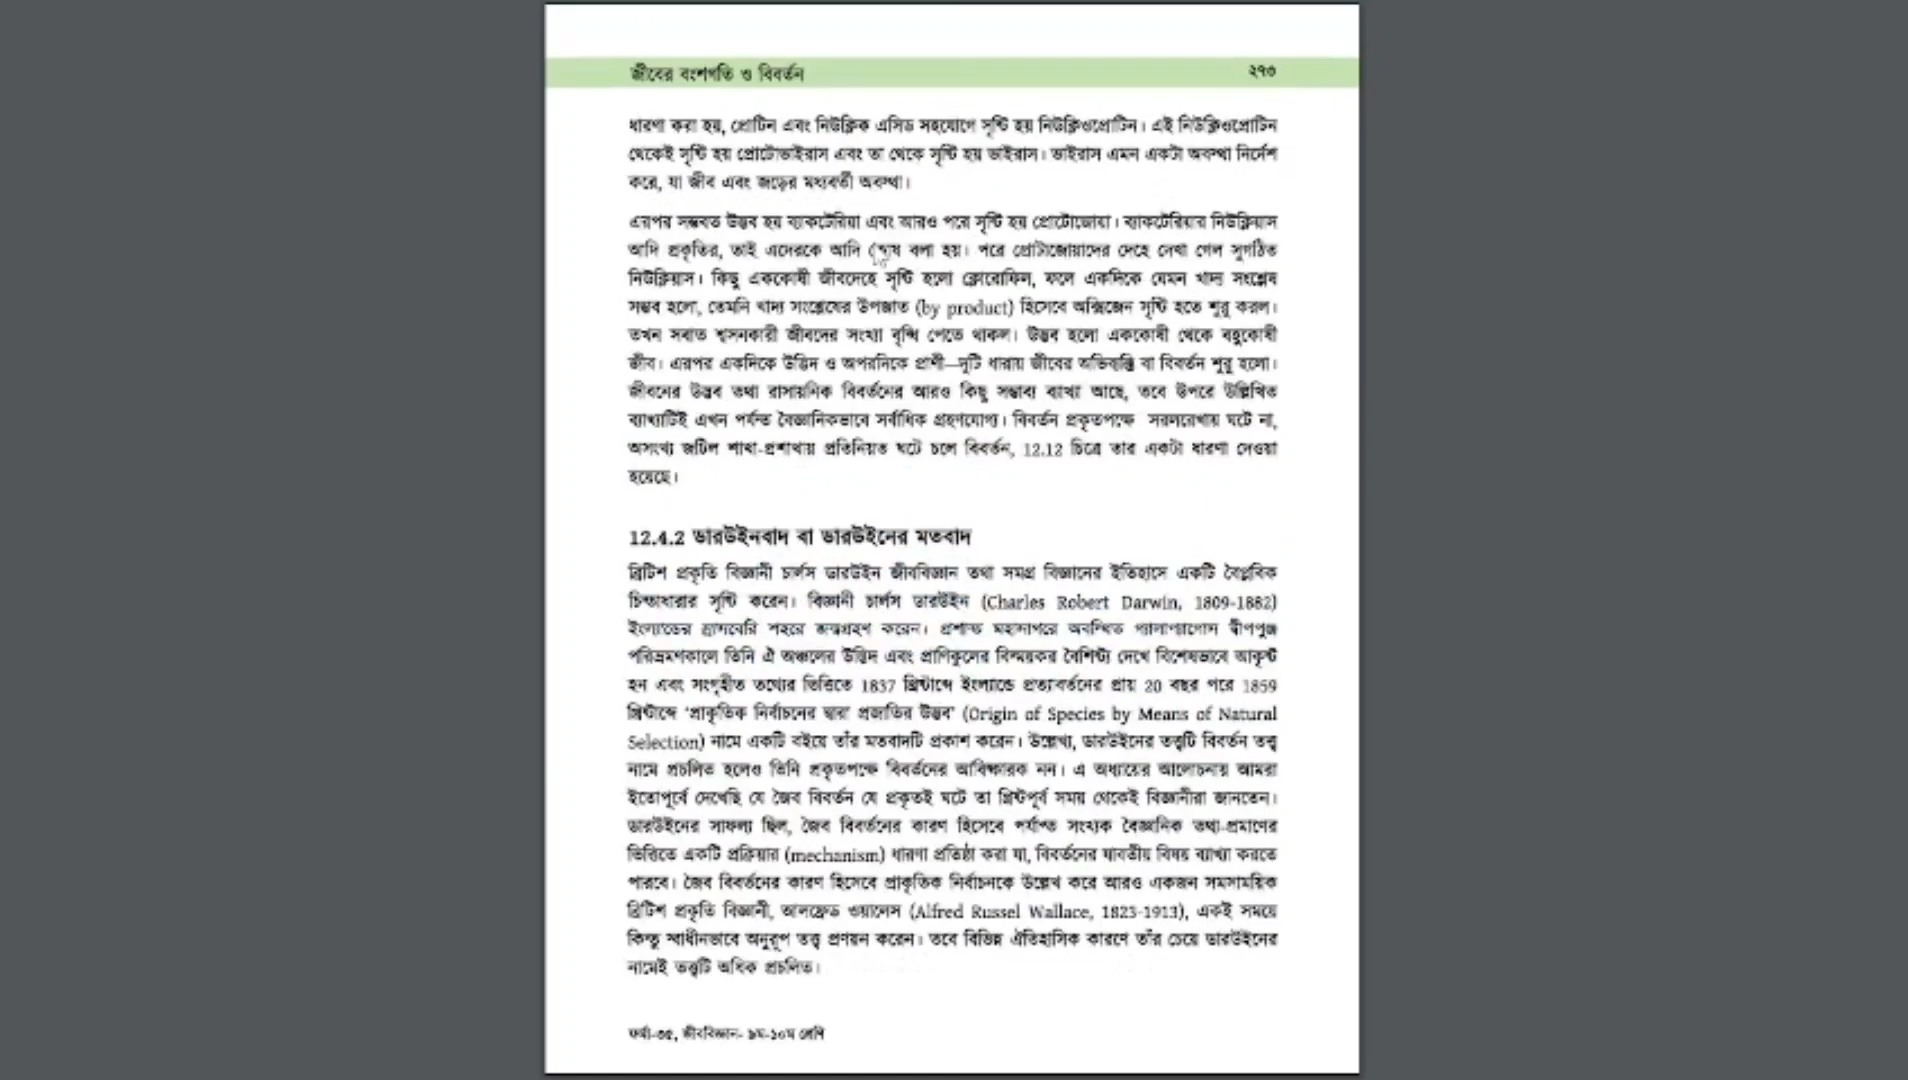 জীবের বংশগতি ও বিবর্তন ২৭৩
ধারণা করা হয়, প্রোটিন এবং নিউক্লিক এসিড সহযোগে সৃষ্টি হয় নিউক্লিওপ্রোটিন। এই নিউক্লিওপ্রোটিন
থেকেই সৃষ্টি হয় প্রোটোভাইরাস এবং তা থেকে সৃষ্টি হয় ভাইরাস। ভাইরাস এমন একটা অবস্থা নির্দেশ
করে, যা জীব এবং জড়ের মধ্যবর্তী অবস্থা।
এরপর সম্ভবত উদ্ভব হয় ব্যাকটেরিয়া এবং আরও পরে সৃষ্টি হয় প্রোটোজোয়া। ব্যাকটেরিয়ার নিউক্লিয়াস
আদি প্রকৃতির, তাই এদেরকে আদি কোষ বলা হয়। পরে প্রোটাজোয়াদের দেহে দেখা গেল সুগঠিত
নিউক্লিয়াস। কিছু এককোষী জীবদেহে সৃষ্টি হলো ক্লোরোফিল, ফলে একদিকে যেমন খাদ্য সংশ্লেষ
সম্ভব হলো, তেমনি খাদ্য সংশ্লেষের উপজাত (by product) হিসেবে অক্সিজেন সৃষ্টি হতে শুরু করল।
তখন সবাত শ্বসনকারী জীবদের সংখ্যা বৃদ্ধি পেতে থাকল। উদ্ভব হলো এককোষী থেকে বহুকোষী
জীব। এরপর একদিকে উদ্ভিদ ও অপরদিকে প্রাণী—দুটি ধারায় জীবের অভিব্যক্তি বা বিবর্তন শুরু হলো।
জীবনের উদ্ভব তথা রাসায়নিক বিবর্তনের আরও কিছু সম্ভাব্য ব্যাখ্যা আছে, তবে উপরে উল্লিখিত
ব্যাখ্যাটিই এখন পর্যন্ত বৈজ্ঞানিকভাবে সর্বাধিক গ্রহণযোগ্য। বিবর্তন প্রকৃতপক্ষে সরলরেখায় ঘটে না,
অসংখ্য জটিল শাখা-প্রশাখায় প্রতিনিয়ত ঘটে চলে বিবর্তন, 12.12 চিত্রে তার একটা ধারণা দেওয়া
হয়েছে।
12.4.2 ডারউইনবাদ বা ডারউইনের মতবাদ
ব্রিটিশ প্রকৃতি বিজ্ঞানী চার্লস ডারউইন জীববিজ্ঞান তথা সমগ্র বিজ্ঞানের ইতিহাসে একটি বৈপ্লবিক
চিন্তাধারার সৃষ্টি করেন। বিজ্ঞানী চার্লস ডারউইন (Charles Robert Darwin, 1809-1882)
ইংল্যান্ডের স্রাসবেরি শহরে জন্মগ্রহণ করেন। প্রশান্ত মহাসাগরে অবস্থিত গ্যালাপ্যাগোস দ্বীপপুঞ্জ
পরিভ্রমণকালে তিনি ঐ অঞ্চলের উদ্ভিদ এবং প্রাণিকুলের বিস্ময়কর বৈশিষ্ট্য দেখে বিশেষভাবে আকৃষ্ট
হন এবং সংগৃহীত তথ্যের ভিত্তিতে 1837 খ্রিষ্টাব্দে ইংল্যান্ডে প্রত্যাবর্তনের প্রায় 20 বছর পরে 1859
খ্রিষ্টাব্দে ‘প্রাকৃতিক নির্বাচনের দ্বারা প্রজাতির উদ্ভব’ (Origin of Species by Means of Natural
Selection) নামে একটি বইয়ে তাঁর মতবাদটি প্রকাশ করেন। উল্লেখ্য, ডারউইনের তত্ত্বটি বিবর্তন তত্ত্ব
নামে প্রচলিত হলেও তিনি প্রকৃতপক্ষে বিবর্তনের আবিষ্কারক নন। এ অধ্যায়ের আলোচনায় আমরা
ইতোপূর্বে দেখেছি যে জৈব বিবর্তন যে প্রকৃতই ঘটে তা খ্রিষ্টপূর্ব সময় থেকেই বিজ্ঞানীরা জানতেন।
ডারউইনের সাফল্য ছিল, জৈব বিবর্তনের কারণ হিসেবে পর্যাপ্ত সংখ্যক বৈজ্ঞানিক তথ্য-প্রমাণের
ভিত্তিতে একটি প্রক্রিয়ার (mechanism) ধারণা প্রতিষ্ঠা করা যা, বিবর্তনের যাবতীয় বিষয় ব্যাখ্যা করতে
পারবে। জৈব বিবর্তনের কারণ হিসেবে প্রাকৃতিক নির্বাচনকে উল্লেখ করে আরও একজন সমসাময়িক
ব্রিটিশ প্রকৃতি বিজ্ঞানী, আলফ্রেড ওয়ালেস (Alfred Russel Wallace, 1823-1913), একই সময়ে
কিন্তু স্বাধীনভাবে অনুরূপ তত্ত্ব প্রণয়ন করেন। তবে বিভিন্ন ঐতিহাসিক কারণে তাঁর চেয়ে ডারউইনের
নামেই তত্ত্বটি অধিক প্রচলিত।
ফর্মা-৩৫, জীববিজ্ঞান- ৯ম-১০ম শ্রেণি